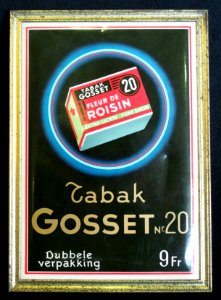 TABAK
GOSSET 20
FLEUR DE
ROISIN
Tabak
GOSSET Nr 20
Dubbele
verpakking
9 Fr